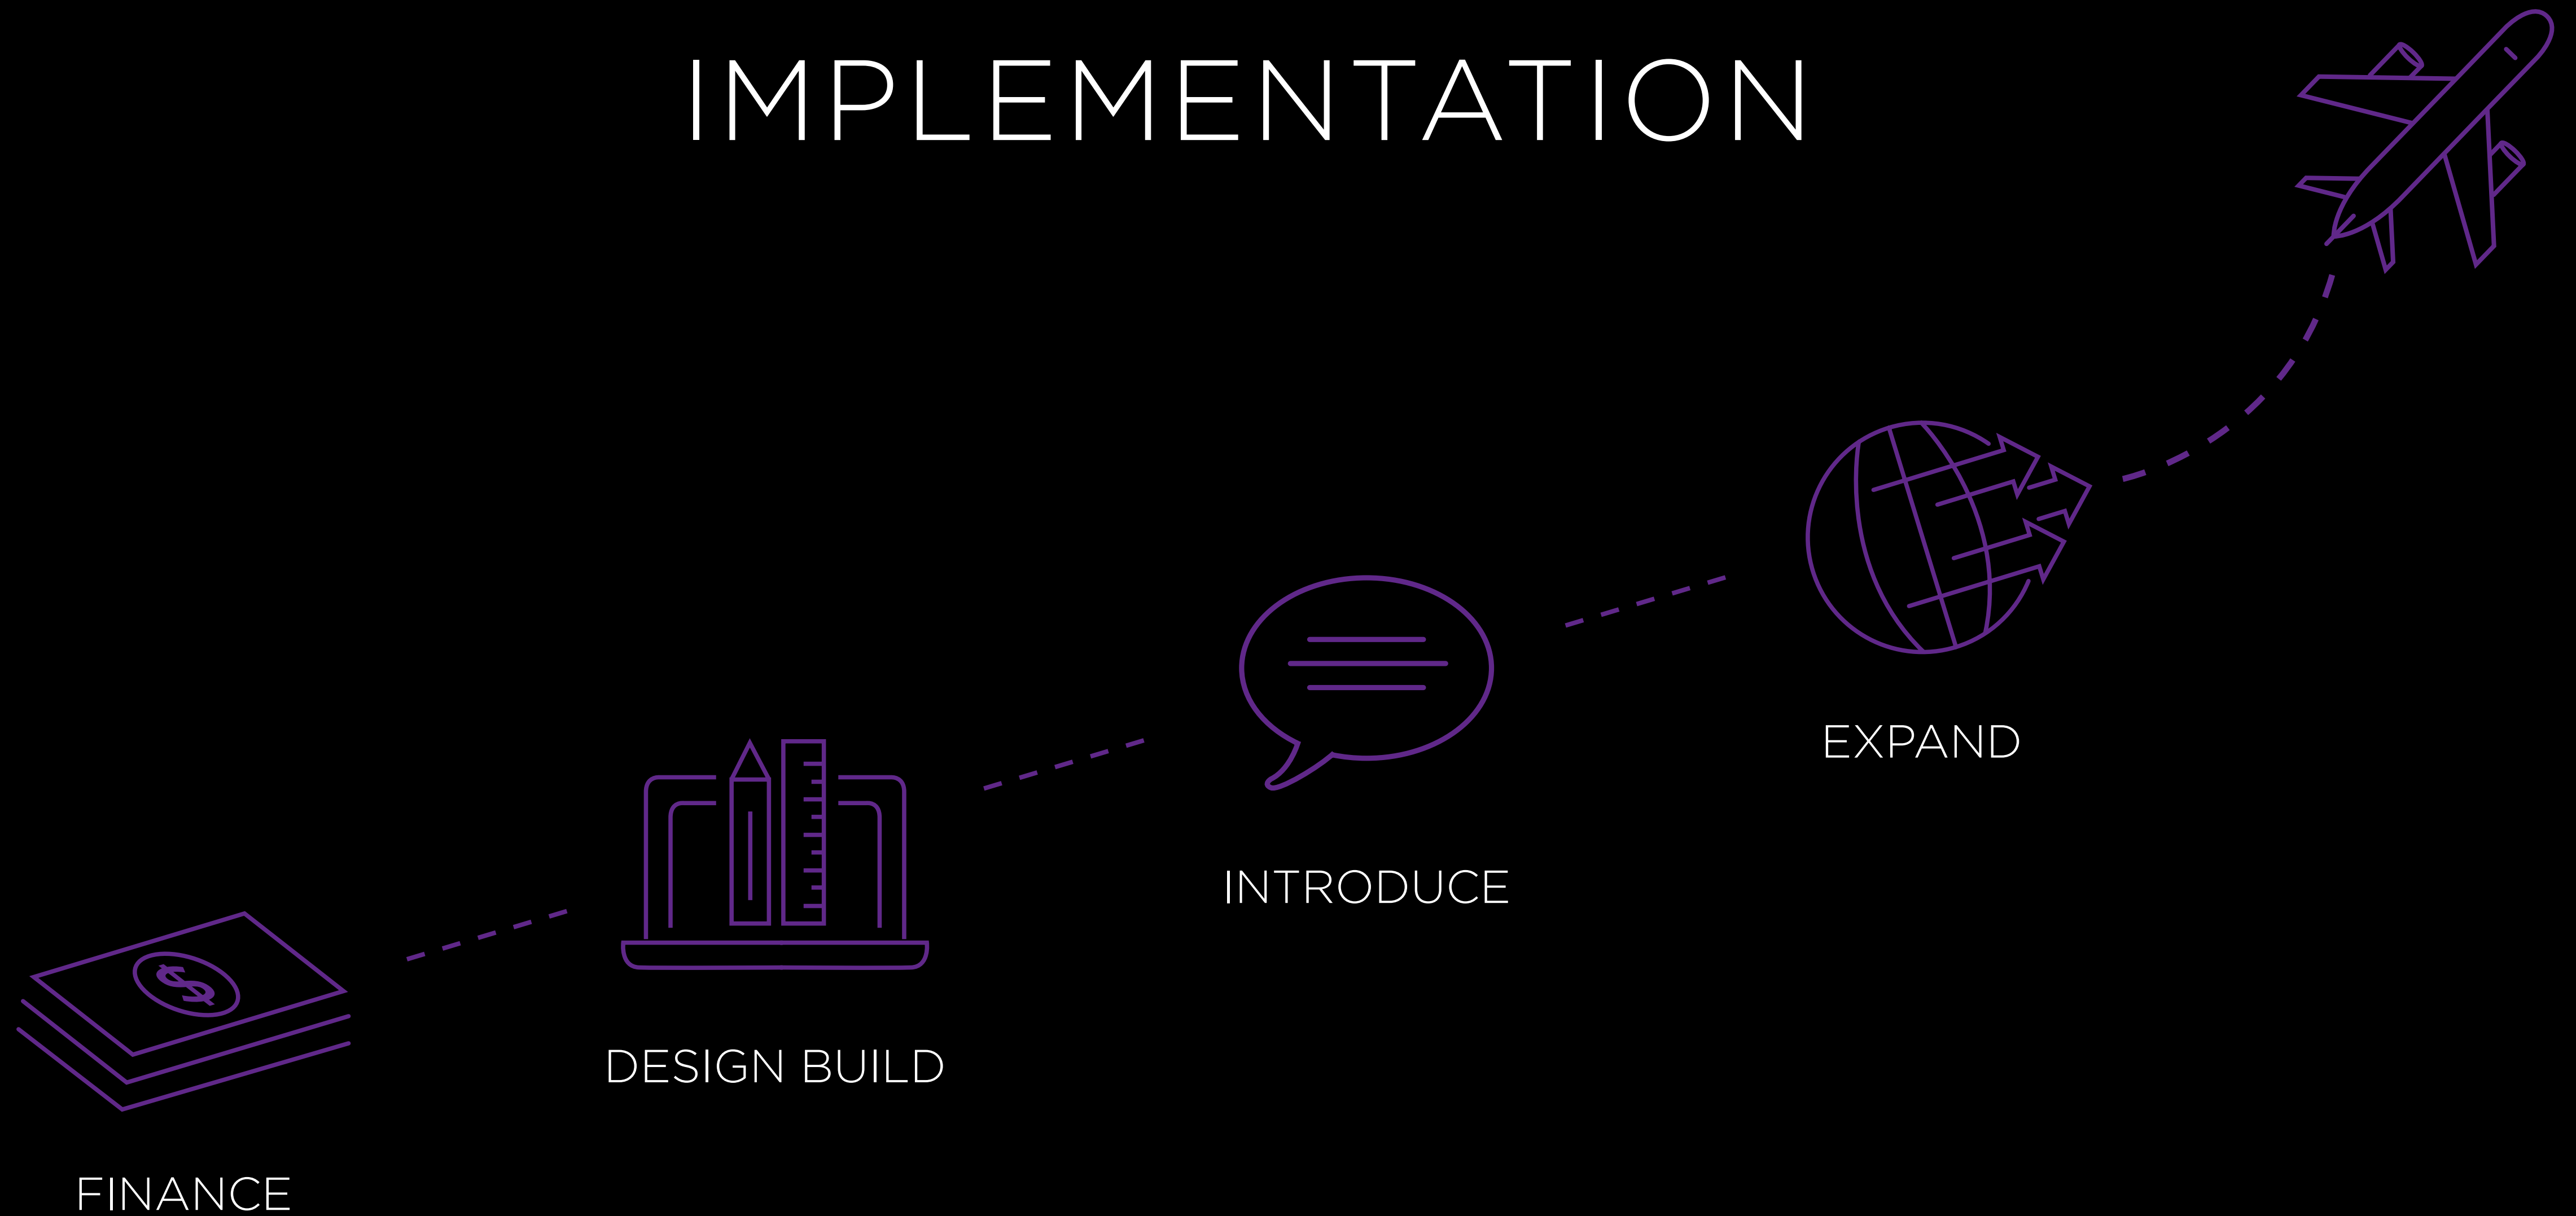 IMPLEMENTATION
FINANCE
$
DESIGN BUILD
INTRODUCE
EXPAND